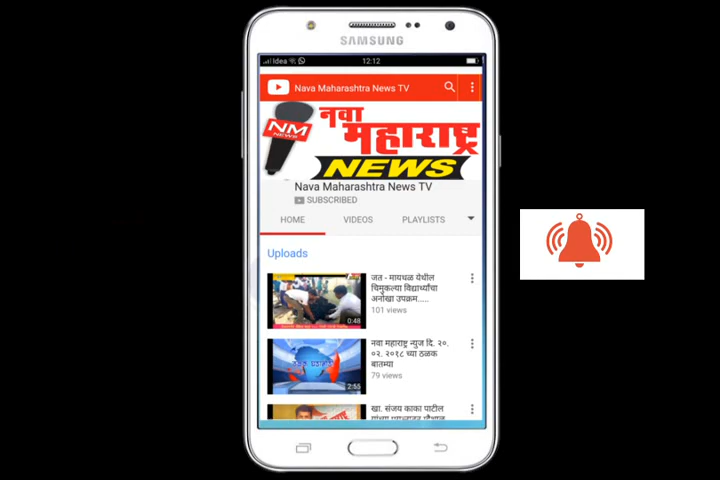 SAMSUNG
Idea
12:12
Nava Maharashtra News TV
NM
NEWS
नवा
महाराष्ट्र
NEWS
Nava Maharashtra News TV
SUBSCRIBED
HOME VIDEOS PLAYLISTS
Uploads
जत - मायथळ येथील
चिमुकल्या विद्यार्थ्यांचा
अनोखा उपक्रम.....
101 views
0:48
नवा महाराष्ट्र न्युज दि. २०.
०२. २०१८ च्या ठळक
बातम्या
79 views
2:55
खा. संजय काका पाटील